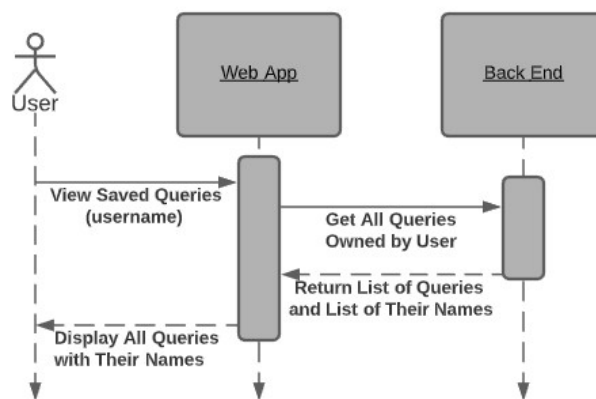 User
Web App
Back End
View Saved Queries
(username)
Get All Queries
Owned by User
Return List of Queries
and List of Their Names
Display All Queries
with Their Names